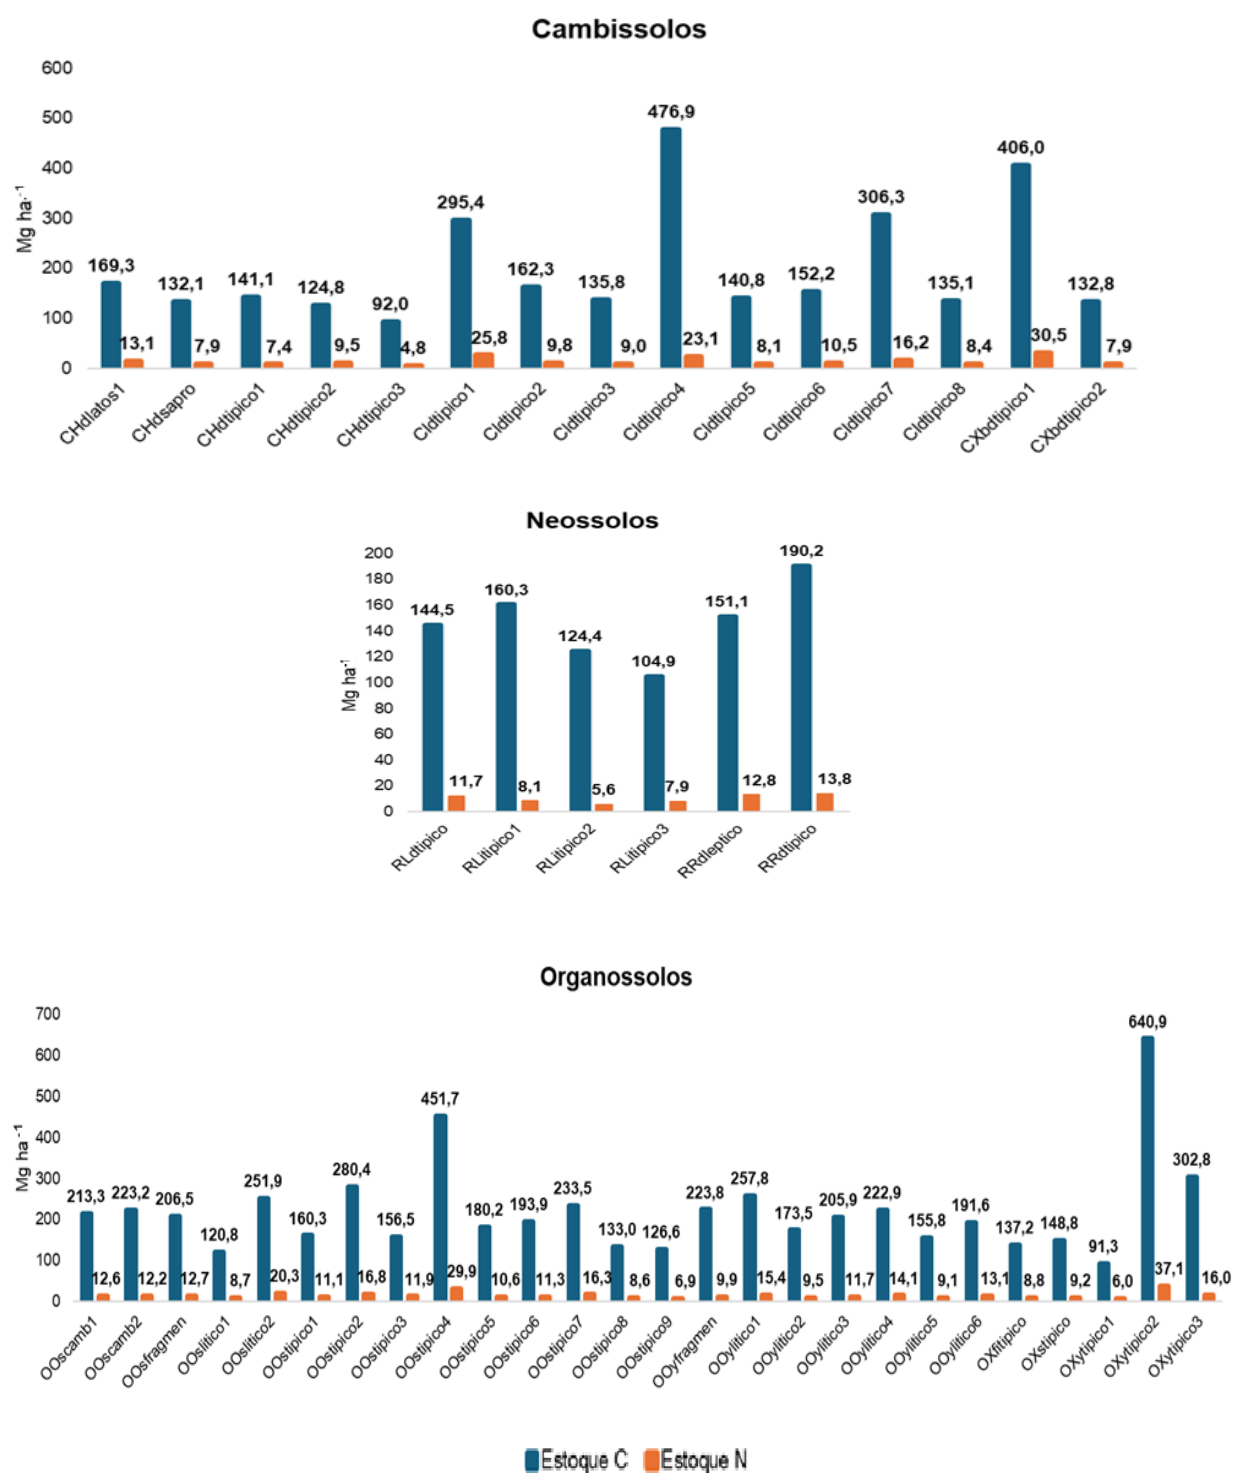 Cambissolos
600
500
400
300
200
100
0
Mg ha-1
169,3 13,1
132,1 7,9
141,1 7,4
124,8 9,5
92,0 4,8
295,4 25,8
162,3 9,8
135,8 9,0
476,9 23,1
140,8 8,1
152,2 10,5
306,3 16,2
135,1 8,4
406,0 30,5
132,8 7,9
CHdlatos1
CHdsapro
CHdtipico1
CHdtipico2
CHdtipico3
CIdtipico1
CIdtipico2
CIdtipico3
CIdtipico4
CIdtipico5
CIdtipico6
CIdtipico7
CIdtipico8
CXbdtipico1
CXbdtipico2
Neossolos
200
180
160
140
120
100
80
60
40
20
0
Mg ha-1
144,5 11,7
160,3 8,1
124,4 5,6
104,9 7,9
151,1 12,8
190,2 13,8
RLdtipico
RLitipico1
RLitipico2
RLitipico3
RRdleptico
RRdtipico
Organossolos
700
600
500
400
300
200
100
0
Mg ha-1
213,3 12,6
223,2 12,2
206,5 12,7
120,8 8,7
251,9 20,3
160,3 11,1
280,4 16,8
156,5 11,9
451,7 29,9
180,2 10,6
193,9 11,3
233,5 16,3
133,0 8,6
126,6 6,9
223,8 9,9
257,8 15,4
173,5 9,5
205,9 11,7
222,9 14,1
155,8 9,1
191,6 13,1
137,2 8,8
148,8 9,2
91,3 6,0
640,9 37,1
302,8 16,0
OOscamb1
OOscamb2
OOsfragmen
OOslitico1
OOslitico2
OOstipico1
OOstipico2
OOstipico3
OOstipico4
OOstipico5
OOstipico6
OOstipico7
OOstipico8
OOstipico9
OOyfragmen
OOylitico1
OOylitico2
OOylitico3
OOylitico4
OOylitico5
OOylitico6
OXfitipico
OXstipico
OXytipico1
OXytipico2
OXytipico3
Estoque C Estoque N